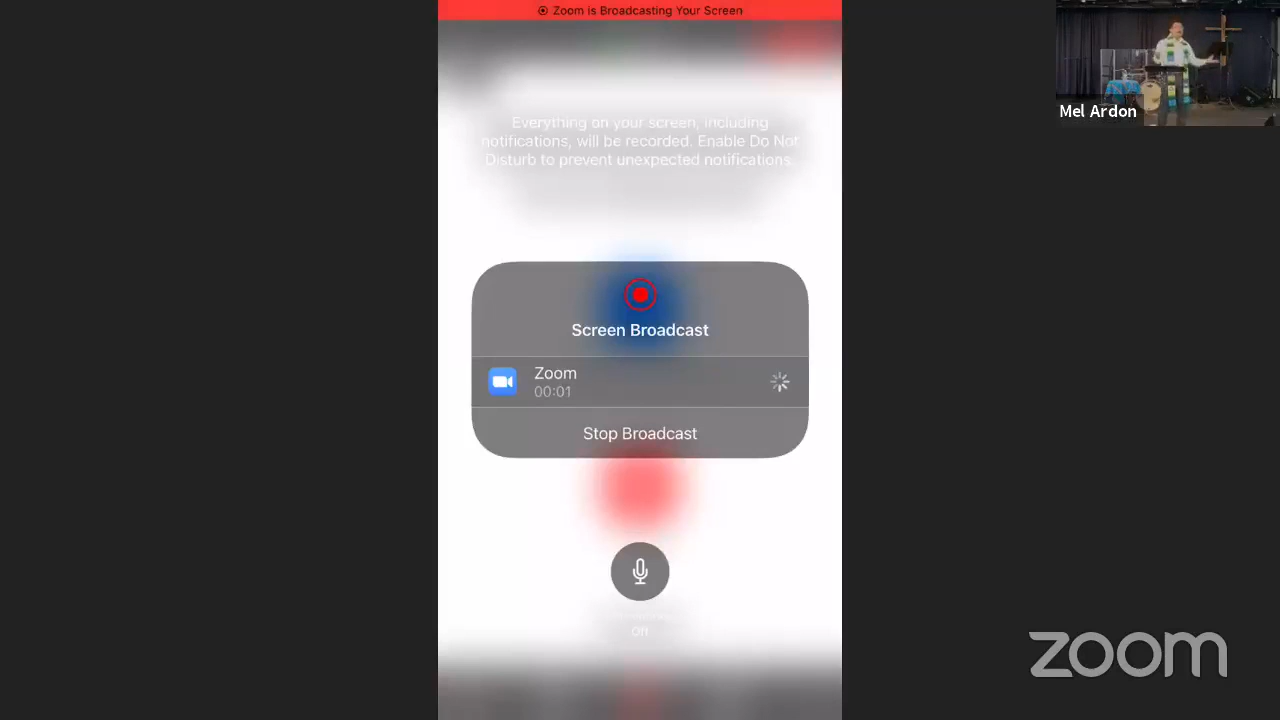 Zoom is Broadcasting Your Screen
Mel Ardon
Everything on your screen, including
notifications, will be recorded. Enable Do Not
Disturb to prevent unexpected notifications.
Screen Broadcast
Zoom
00:01
Stop Broadcast
Off
zoom